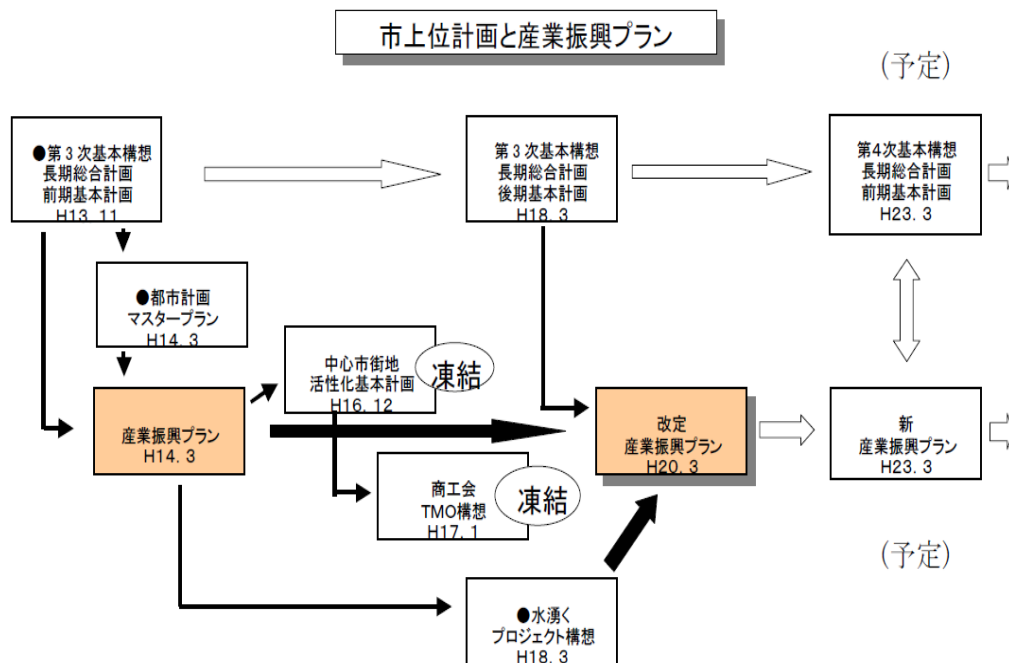 市上位計画と産業振興プラン
(予定)
●第3次基本構想
長期総合計画
前期基本計画
H13.11
第3次基本構想
長期総合計画
後期基本計画
H18.3
第4次基本構想
長期総合計画
前期基本計画
H23.3
●都市計画
マスタープラン
H14.3
中心市街地
活性化基本計画
H16.12
凍結
産業振興プラン
H14.3
改定
産業振興プラン
H20.3
新
産業振興プラン
H23.3
商工会
TMO構想
H17.1
凍結
(予定)
●水湧く
プロジェクト構想
H18.3